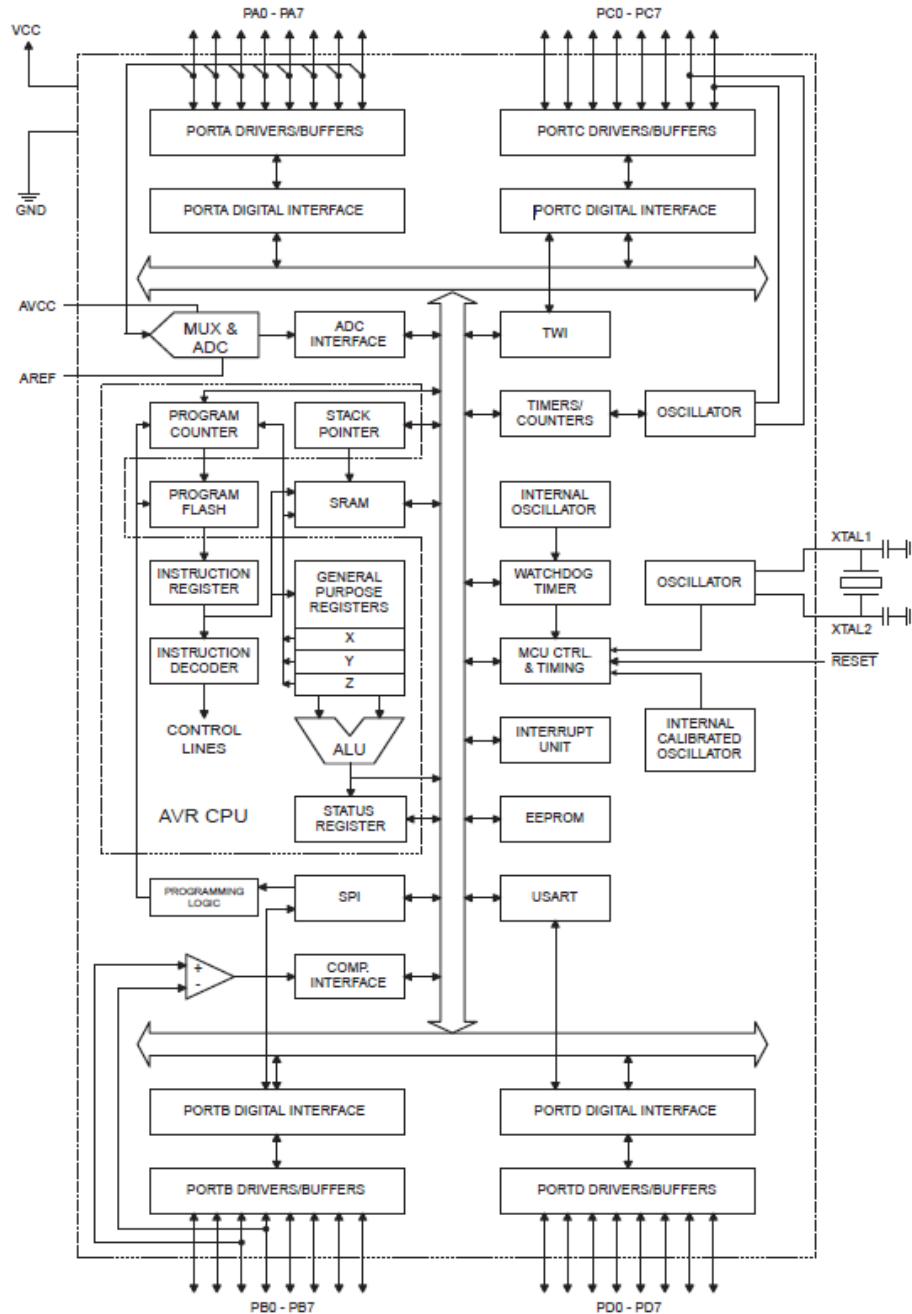 PA0 - PA7
PC0 - PC7
VCC
PORTA DRIVERS/BUFFERS
PORTC DRIVERS/BUFFERS
GND
PORTA DIGITAL INTERFACE
PORTC DIGITAL INTERFACE
AVCC
MUX &
ADC
ADC
INTERFACE
TWI
AREF
PROGRAM
COUNTER
STACK
POINTER
TIMERS/
COUNTERS
OSCILLATOR
PROGRAM
FLASH
SRAM
INTERNAL
OSCILLATOR
XTAL1
INSTRUCTION
REGISTER
GENERAL
PURPOSE
REGISTERS
WATCHDOG
TIMER
OSCILLATOR
X
XTAL2
INSTRUCTION
DECODER
Y
MCU CTRL.
& TIMING
RESET
Z
CONTROL
LINES
ALU
INTERRUPT
UNIT
INTERNAL
CALIBRATED
OSCILLATOR
AVR CPU
STATUS
REGISTER
EEPROM
PROGRAMMING
LOGIC
SPI
USART
+
-
COMP.
INTERFACE
PORTB DIGITAL INTERFACE
PORTD DIGITAL INTERFACE
PORTB DRIVERS/BUFFERS
PORTD DRIVERS/BUFFERS
PB0 - PB7
PD0 - PD7